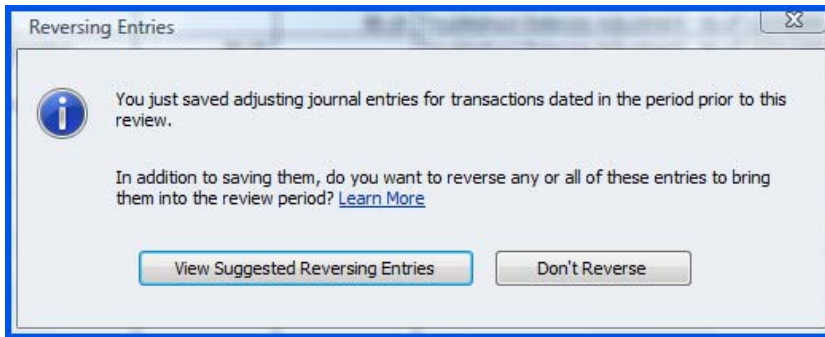 Reversing Entries
You just saved adjusting journal entries for transactions dated in the period prior to this
review.
In addition to saving them, do you want to reverse any or all of these entries to bring
them into the review period? Learn More
View Suggested Reversing Entries
Don't Reverse